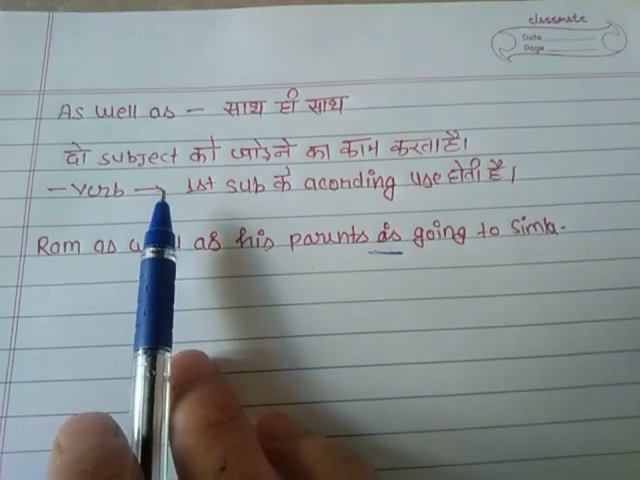 classmate
Date
Page
As well as - साथ ही साथ
दो subject को जोड़ने का काम करता है।
- Verb → 1st sub के aconding use होती है।
Ram as well as his parents is going to Simla.